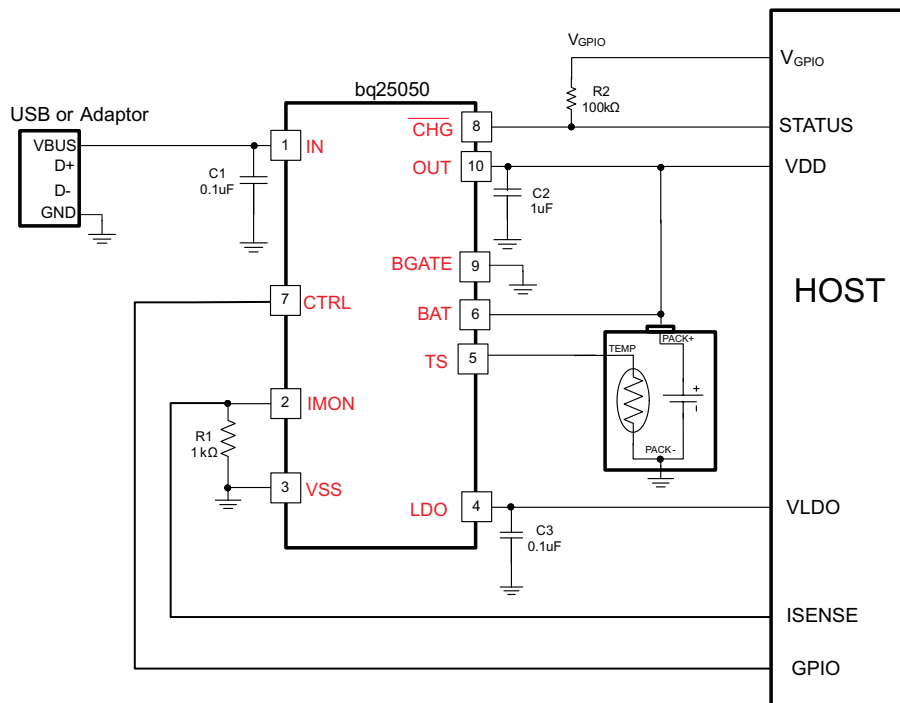 bq25050
USB or Adaptor
VBUS
D+
D-
GND
C1
0.1uF
1
IN
7
CTRL
2
IMON
R1
1 kΩ
3
VSS
CHG
8
OUT
10
BGATE
9
BAT
6
TS
5
LDO
4
VGPIO
R2
100kΩ
C2
1uF
TEMP
PACK+
+
−
PACK-
C3
0.1uF
HOST
VGPIO
STATUS
VDD
VLDO
ISENSE
GPIO